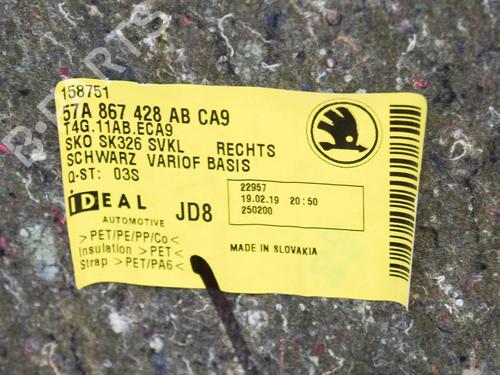 B-PARTS
158751
57A 867 428 AB CA9
T4G.11AB.ECA9
SKO SK326 SVKL RECHTS
SCHWARZ VARIOF BASIS
Q-ST: 03S
iDEAL
AUTOMOTIVE
JD8
22957
19.02.19 20:50
250200
>PET/PE/PP/Co<
Insulation >PET<
Strap >PET/PA6<
MADE IN SLOVAKIA